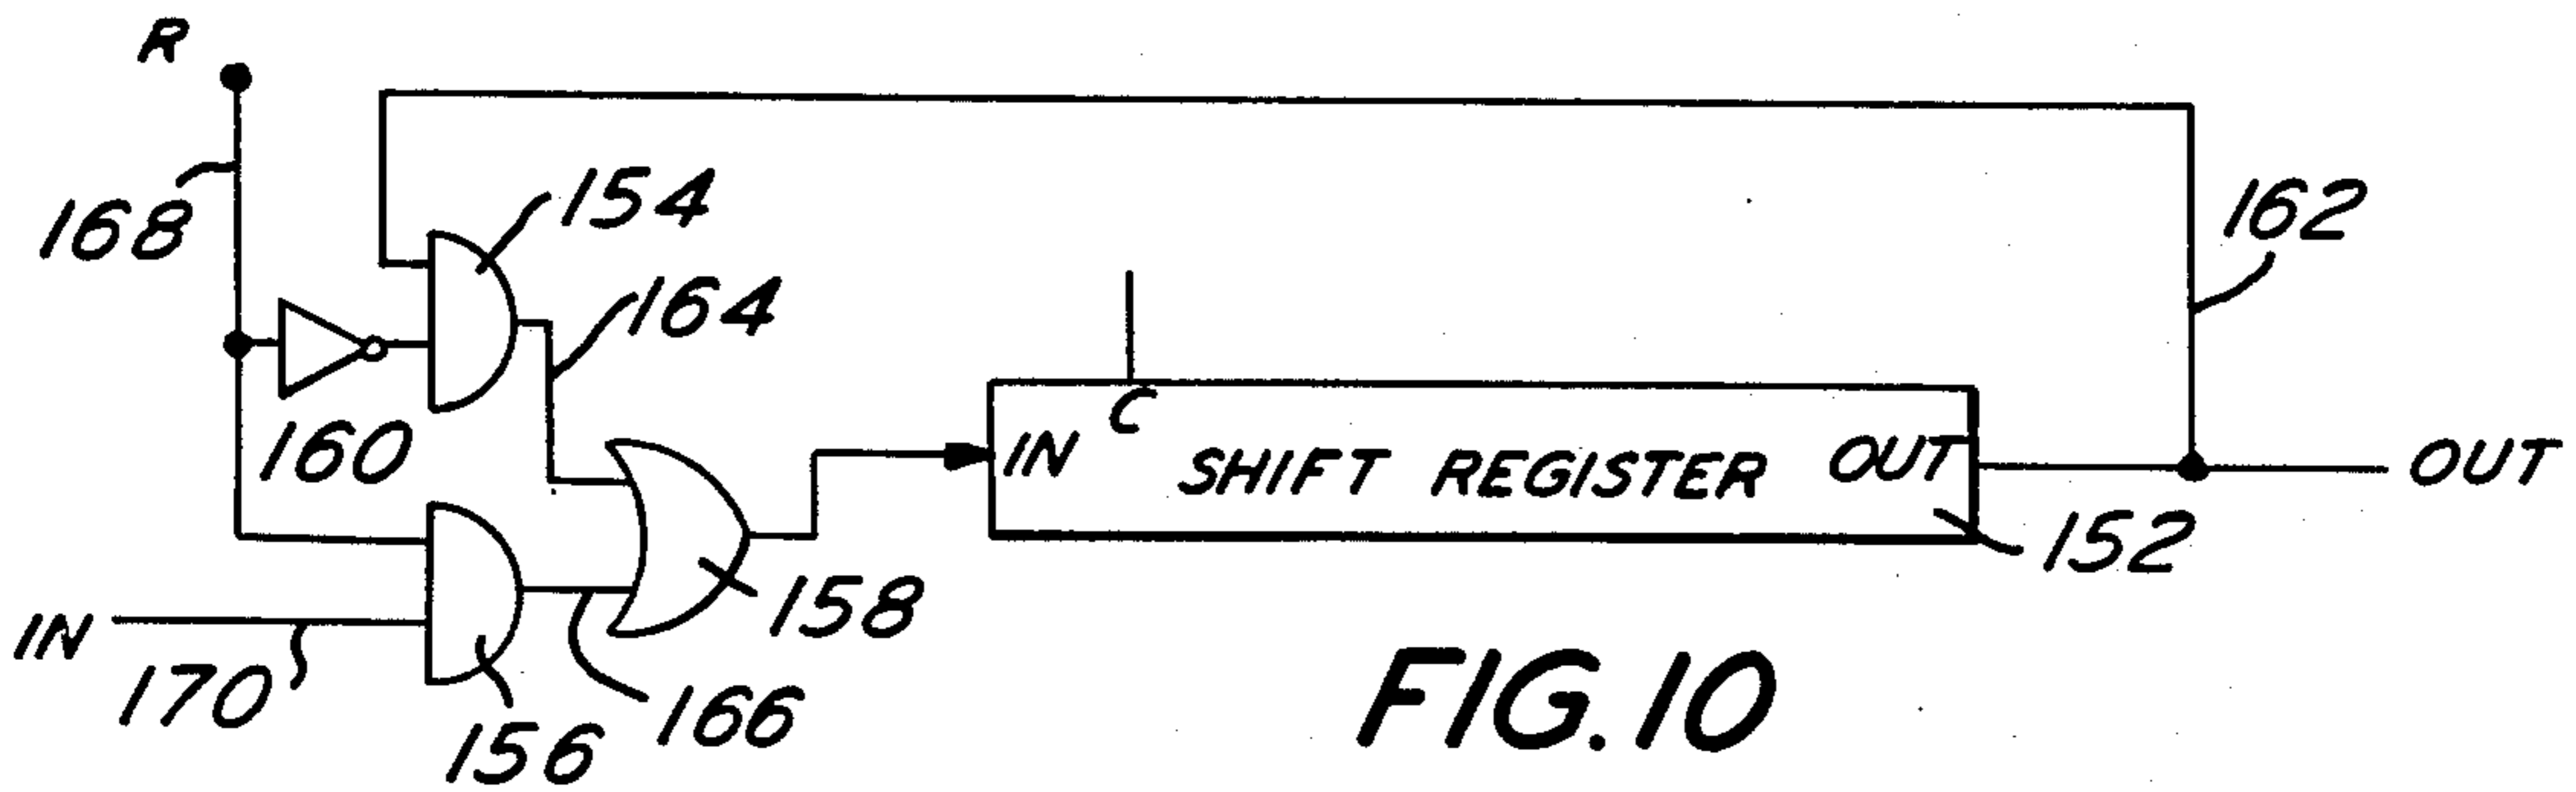 R
168
154
164
162
160
C
IN
SHIFT REGISTER
OUT
OUT
152
158
IN
170
156
166
FIG. 10